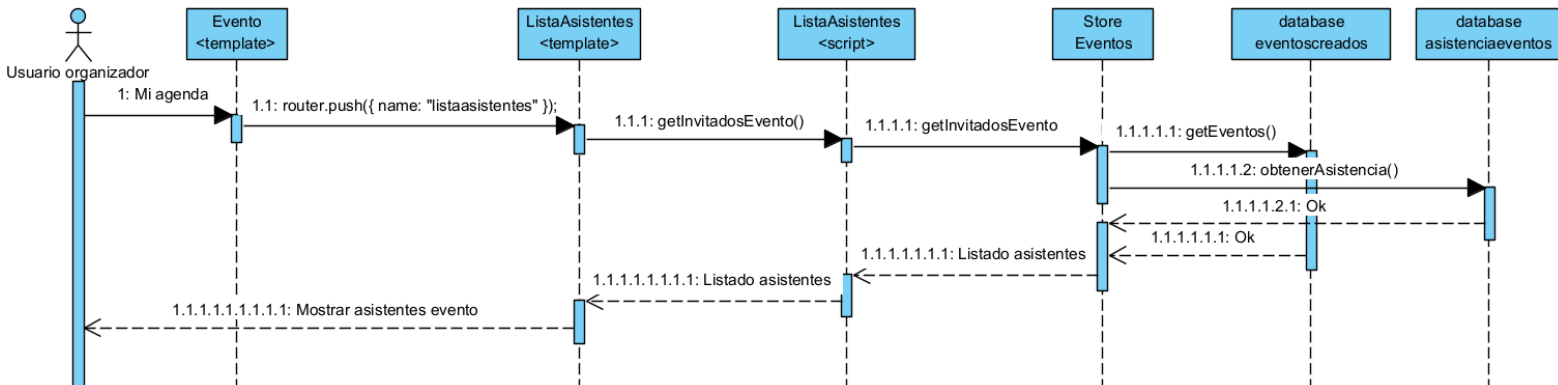 Evento
<template>
ListaAsistentes
<template>
ListaAsistentes
<script>
Store
Eventos
database
eventoscreados
database
asistenciaeventos
Usuario organizador
1: Mi agenda
1.1: router.push({ name: "listaasistentes" });
1.1.1: getInvitadosEvento()
1.1.1.1: getInvitadosEvento
1.1.1.1.1: getEventos()
1.1.1.1.2: obtenerAsistencia()
1.1.1.1.2.1: Ok
1.1.1.1.1.1: Ok
1.1.1.1.1.1.1: Listado asistentes
1.1.1.1.1.1.1.1: Listado asistentes
1.1.1.1.1.1.1.1.1: Mostrar asistentes evento